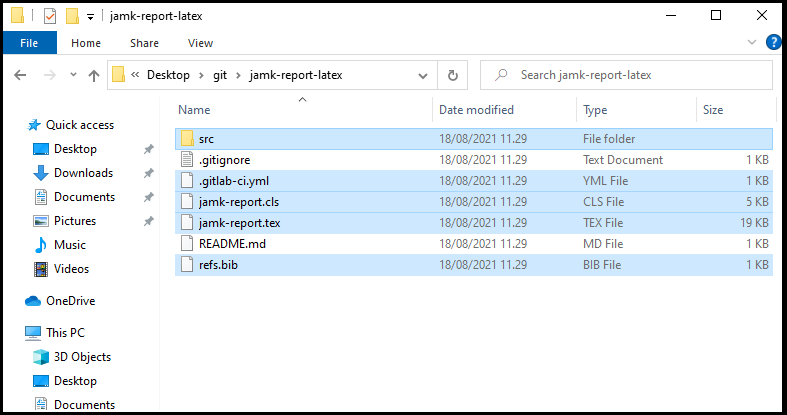 jamk-report-latex
File Home Share View
« Desktop › git › jamk-report-latex Search jamk-report-latex
Name Date modified Type Size
Quick access
Desktop
Downloads
Documents
Pictures
Music
Videos
OneDrive
This PC
3D Objects
Desktop
Documents
src 18/08/2021 11.29 File folder
.gitignore 18/08/2021 11.29 Text Document 1 KB
.gitlab-ci.yml 18/08/2021 11.29 YML File 1 KB
jamk-report.cls 18/08/2021 11.29 CLS File 5 KB
jamk-report.tex 18/08/2021 11.29 TEX File 19 KB
README.md 18/08/2021 11.29 MD File 1 KB
refs.bib 18/08/2021 11.29 BIB File 1 KB